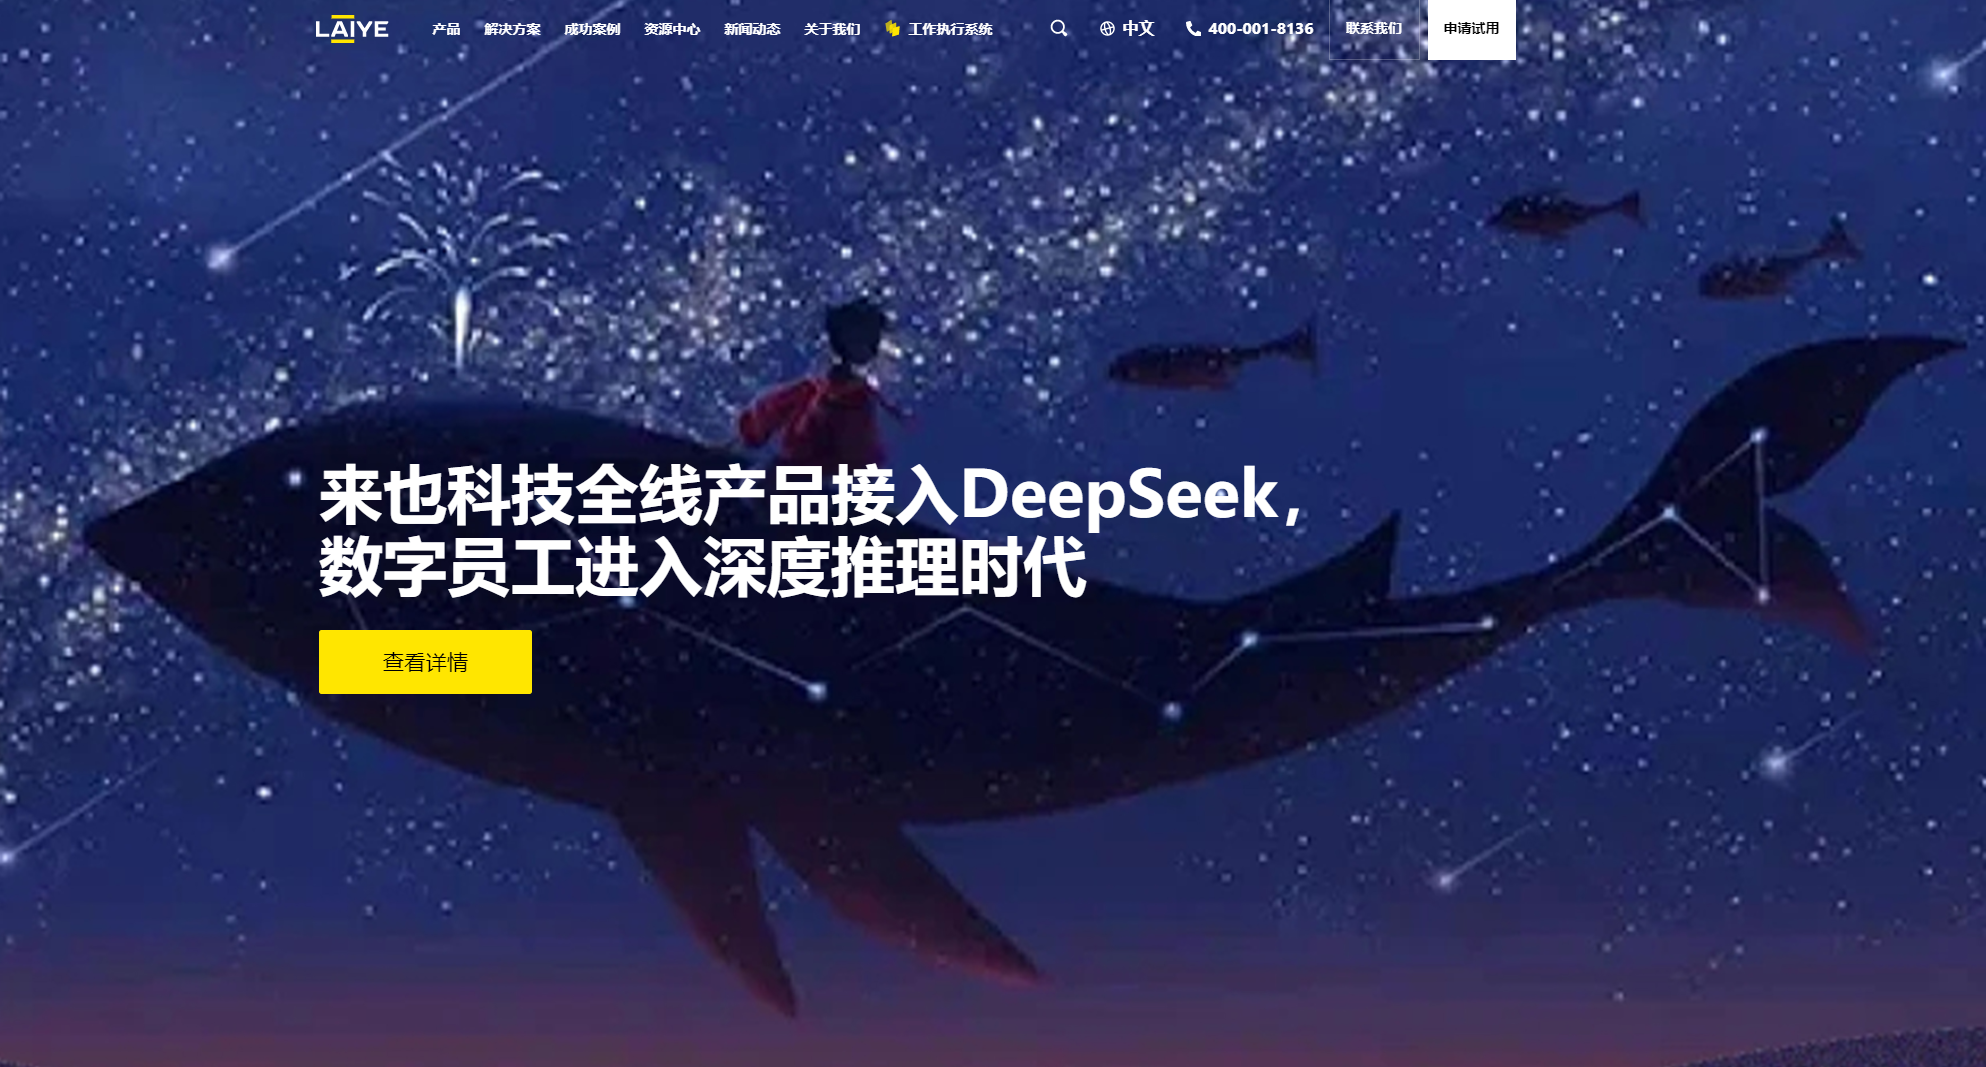 LAIYE 产品 解决方案 成功案例 资源中心 新闻动态 关于我们 工作执行系统 中文 400-001-8136 联系我们 申请试用
来也科技全线产品接入DeepSeek，
数字员工进入深度推理时代
查看详情